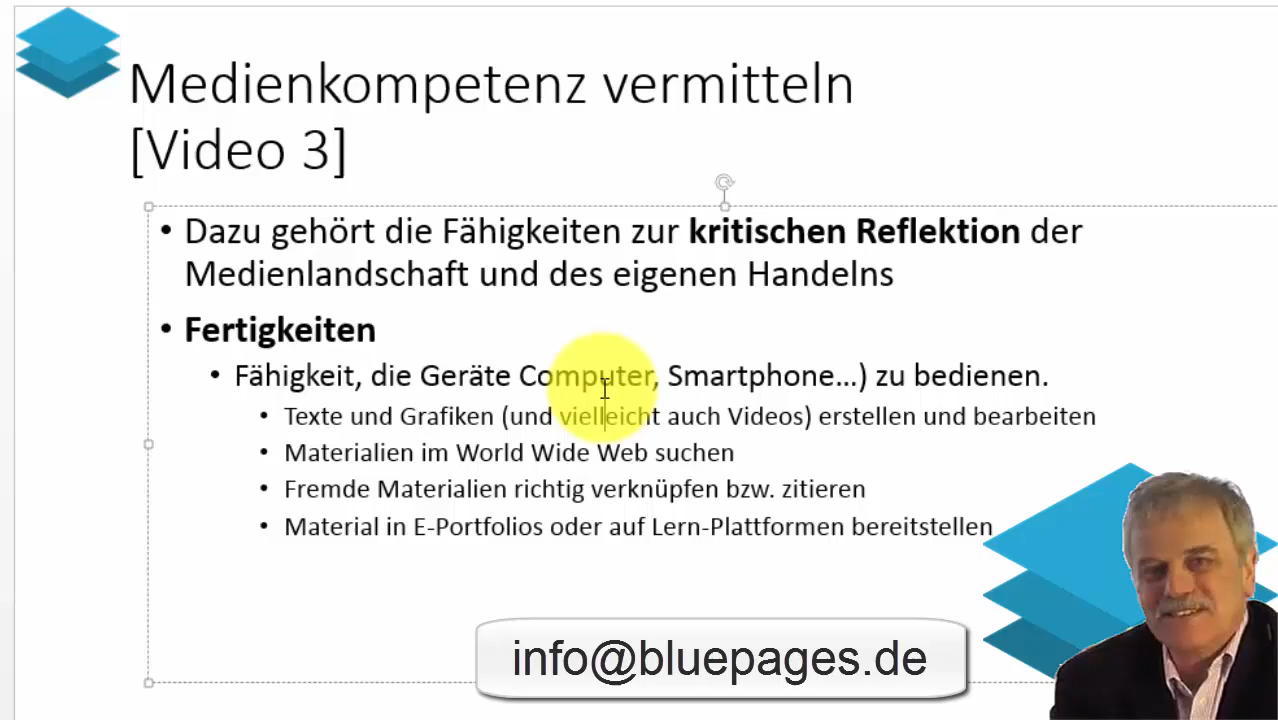 Medienkompetenz vermitteln
[Video 3]
• Dazu gehört die Fähigkeiten zur kritischen Reflektion der
Medienlandschaft und des eigenen Handelns
• Fertigkeiten
• Fähigkeit, die Geräte Computer, Smartphone...) zu bedienen.
• Texte und Grafiken (und vielleicht auch Videos) erstellen und bearbeiten
• Materialien im World Wide Web suchen
• Fremde Materialien richtig verknüpfen bzw. zitieren
• Material in E-Portfolios oder auf Lern-Plattformen bereitstellen
info@bluepages.de